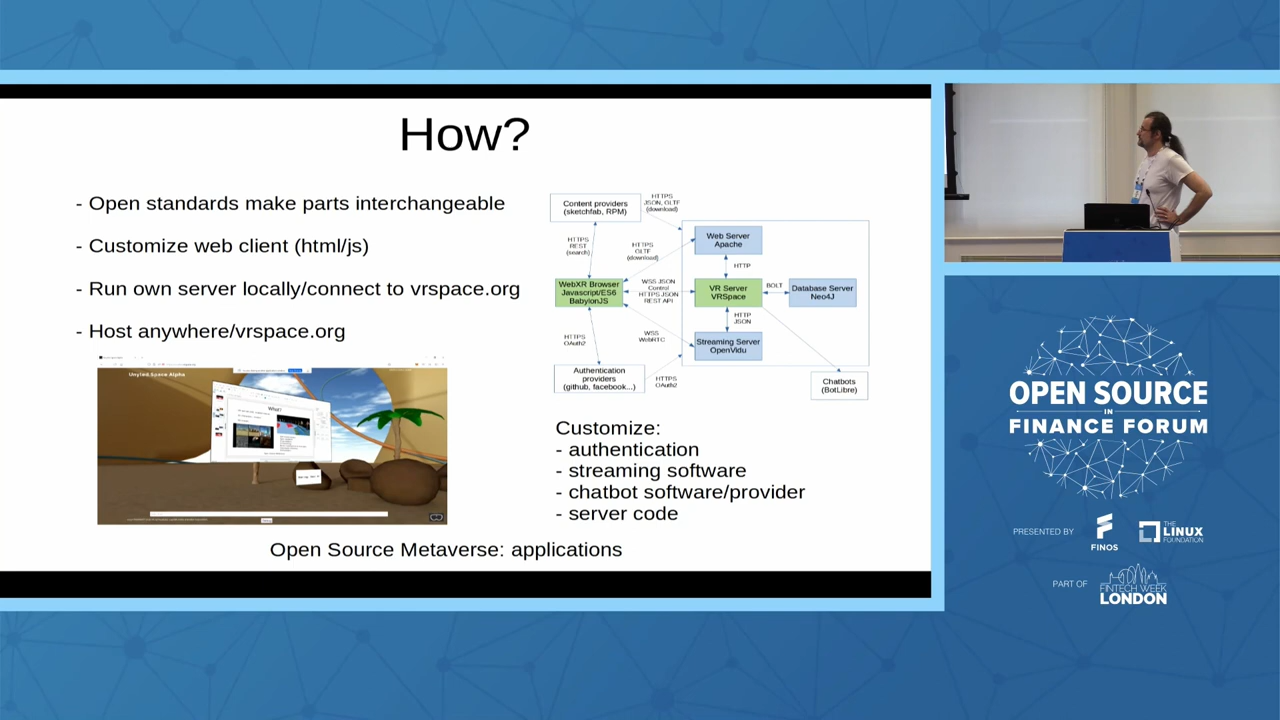 How?
- Open standards make parts interchangeable
- Customize web client (html/js)
- Run own server locally/connect to vrspace.org
- Host anywhere/vrspace.org
Content providers
(sketchfab, RPM)
HTTPS
JSON, GLTF
(download)
HTTPS
REST
(search)
HTTPS
GLTF
(download)
Web Server
Apache
HTTP
WebXR Browser
Javascript/ES6
BabylonJS
WSS JSON
Control
HTTPS JSON
REST API
VR Server
VRSpace
BOLT
Database Server
Neo4J
HTTP
JSON
HTTPS
OAuth2
WSS
WebRTC
Streaming Server
OpenVidu
Authentication
providers
(github, facebook...)
HTTPS
OAuth2
Chatbots
(BotLibre)
What?
Customize:
- authentication
- streaming software
- chatbot software/provider
- server code
Open Source Metaverse: applications
OPEN SOURCE
IN
FINANCE FORUM
PRESENTED BY
FINOS
THE
LINUX
FOUNDATION
PART OF
FINTECH WEEK
LONDON